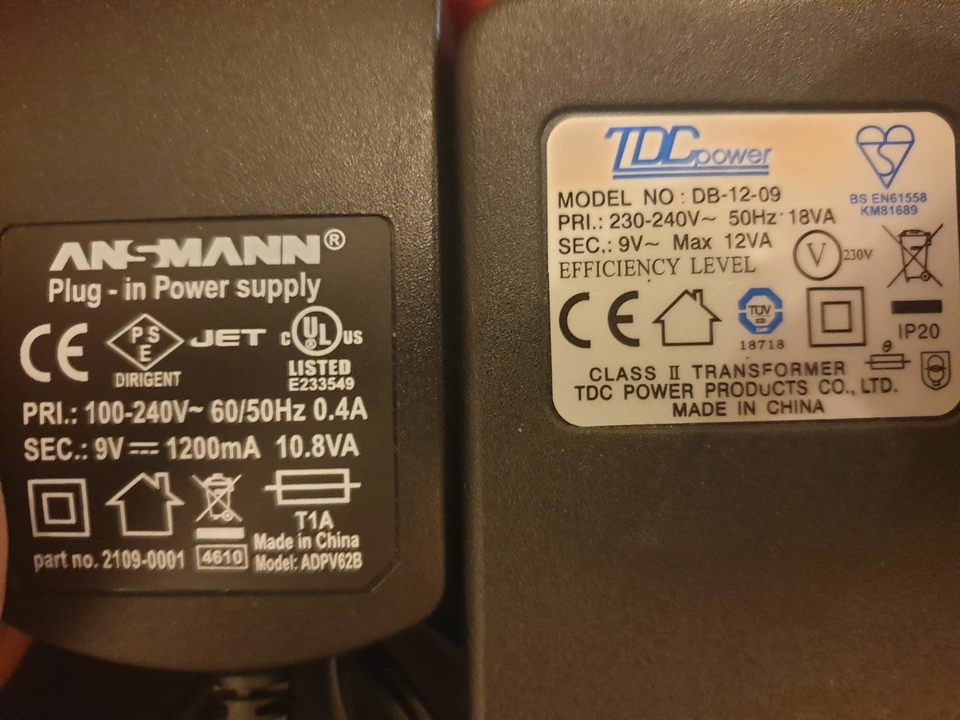 ANSMANN®
Plug - in Power supply
CE PSE JET c UL US
DIRIGENT LISTED
E233549
PRI.: 100-240V~ 60/50Hz 0.4A
SEC.: 9V⎓ 1200mA 10.8VA
T1A
Made in China
part no. 2109-0001 4610 Model: ADPV62B
TDC power
MODEL NO : DB-12-09
BS EN61558
KM81689
PRI.: 230-240V~ 50Hz 18VA
SEC.: 9V~ Max 12VA
EFFICIENCY LEVEL V 230V
CE TÜV
18718
IP20
CLASS II TRANSFORMER
TDC POWER PRODUCTS CO., LTD.
MADE IN CHINA